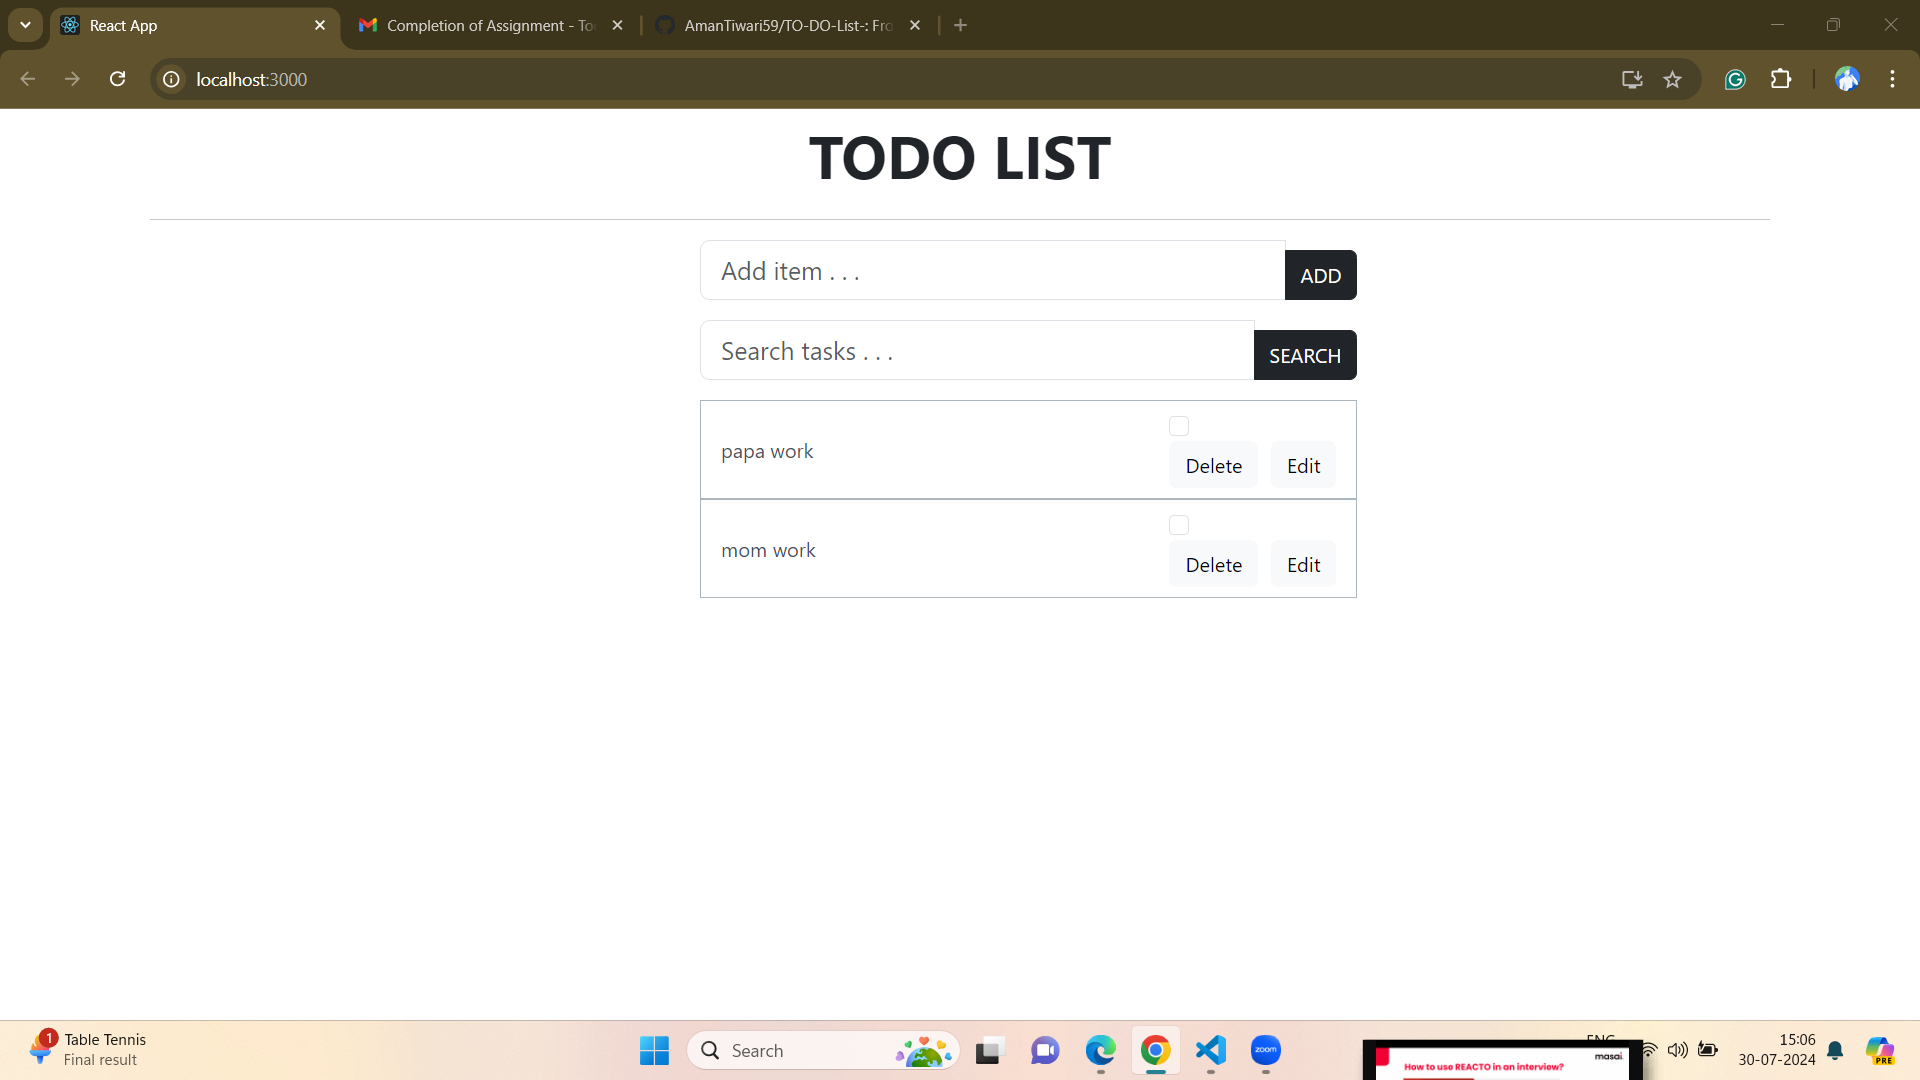 React App
Completion of Assignment - To
AmanTiwari59/TO-DO-List-: Fro
localhost:3000
TODO LIST
Add item . . .
ADD
Search tasks . . .
SEARCH
papa work
Delete
Edit
mom work
Delete
Edit
1
Table Tennis
Final result
Search
zoom
ENG
15:06
30-07-2024
PRE
masai.
How to use REACTO in an interview?